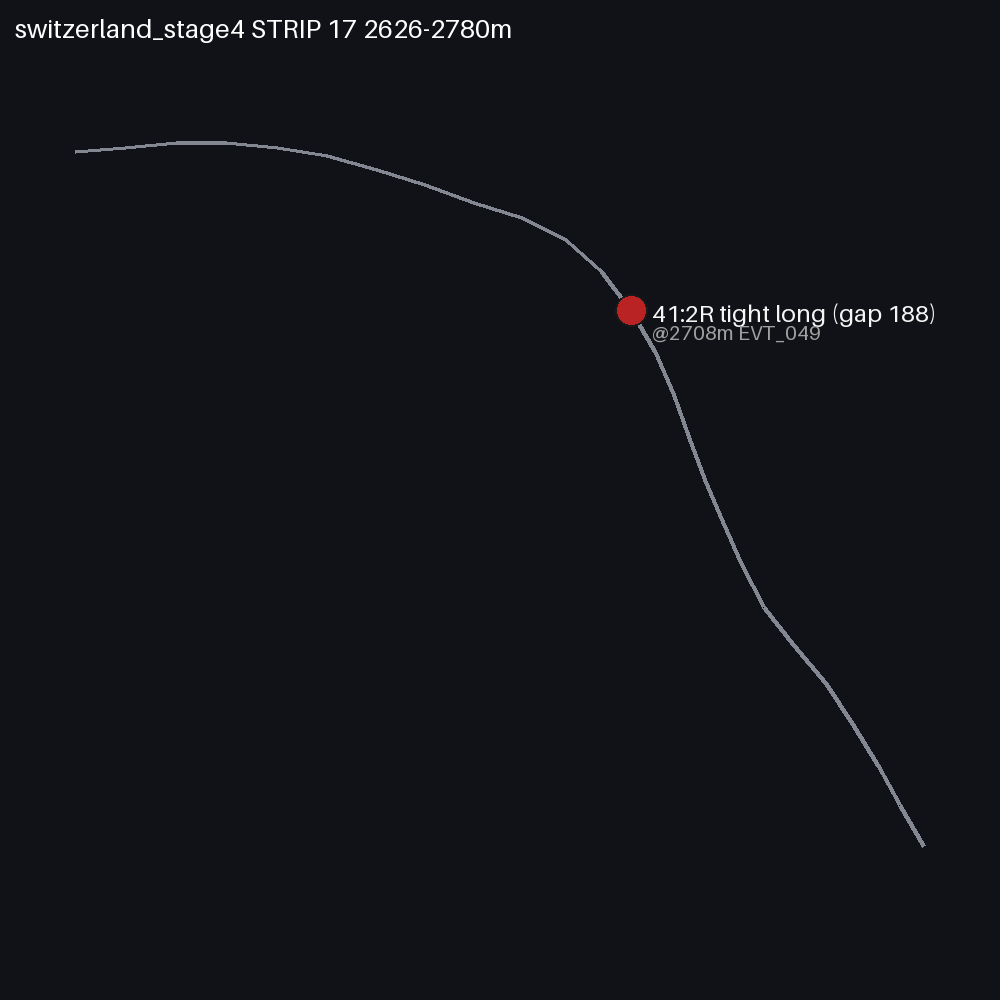 switzerland_stage4 STRIP 17 2626-2780m
41:2R tight long (gap 188)
@2708m EVT_049